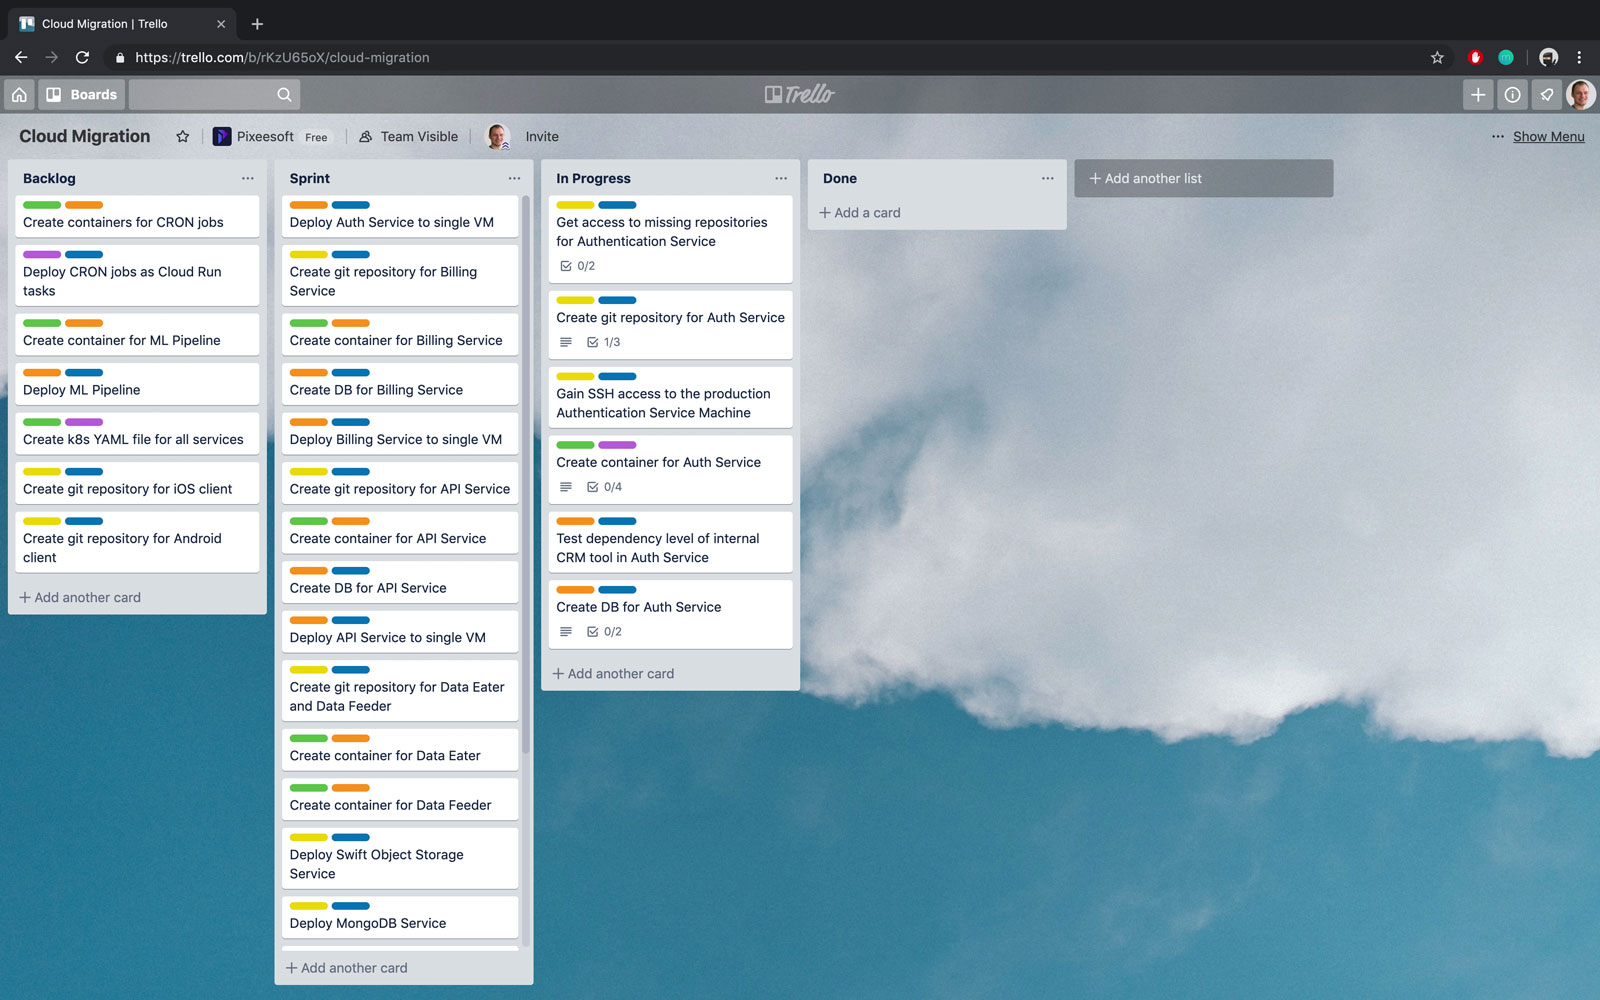 Cloud Migration | Trello
https://trello.com/b/rKzU65oX/cloud-migration
Boards
Trello
Cloud Migration
Pixeesoft Free
Team Visible
Invite
Show Menu
Backlog
Create containers for CRON jobs
Deploy CRON jobs as Cloud Run
tasks
Create container for ML Pipeline
Deploy ML Pipeline
Create k8s YAML file for all services
Create git repository for iOS client
Create git repository for Android
client
+ Add another card
Sprint
Deploy Auth Service to single VM
Create git repository for Billing
Service
Create container for Billing Service
Create DB for Billing Service
Deploy Billing Service to single VM
Create git repository for API Service
Create container for API Service
Create DB for API Service
Deploy API Service to single VM
Create git repository for Data Eater
and Data Feeder
Create container for Data Eater
Create container for Data Feeder
Deploy Swift Object Storage
Service
Deploy MongoDB Service
+ Add another card
In Progress
Get access to missing repositories
for Authentication Service
0/2
Create git repository for Auth Service
1/3
Gain SSH access to the production
Authentication Service Machine
Create container for Auth Service
0/4
Test dependency level of internal
CRM tool in Auth Service
Create DB for Auth Service
0/2
+ Add another card
Done
+ Add a card
+ Add another list